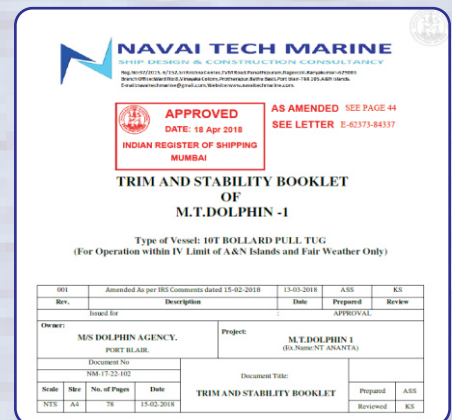 NAVAI TECH MARINE
SHIP DESIGN & CONSTRUCTION CONSULTANCY
APPROVED
DATE: 18 Apr 2018
INDIAN REGISTER OF SHIPPING
MUMBAI
AS AMENDED SEE PAGE 44
SEE LETTER E-62373-84337
TRIM AND STABILITY BOOKLET
OF
M.T.DOLPHIN -1
Type of Vessel: 10T BOLLARD PULL TUG
(For Operation within IV Limit of A&N Islands and Fair Weather Only)
001 Amended As per IRS Comments dated 15-02-2018 13-03-2018 ASS KS
Rev. Description Date Prepared Review
Issued for : APPROVAL
Owner:
M/S DOLPHIN AGENCY.
PORT BLAIR.
Project:
M.T.DOLPHIN 1
(Ex.Name:NT ANANTA)
Document No
NM-17-22-102
Document Title:
TRIM AND STABILITY BOOKLET
Scale Size No. of Pages Date
NTS A4 78 15-02-2018
Prepared ASS
Reviewed KS